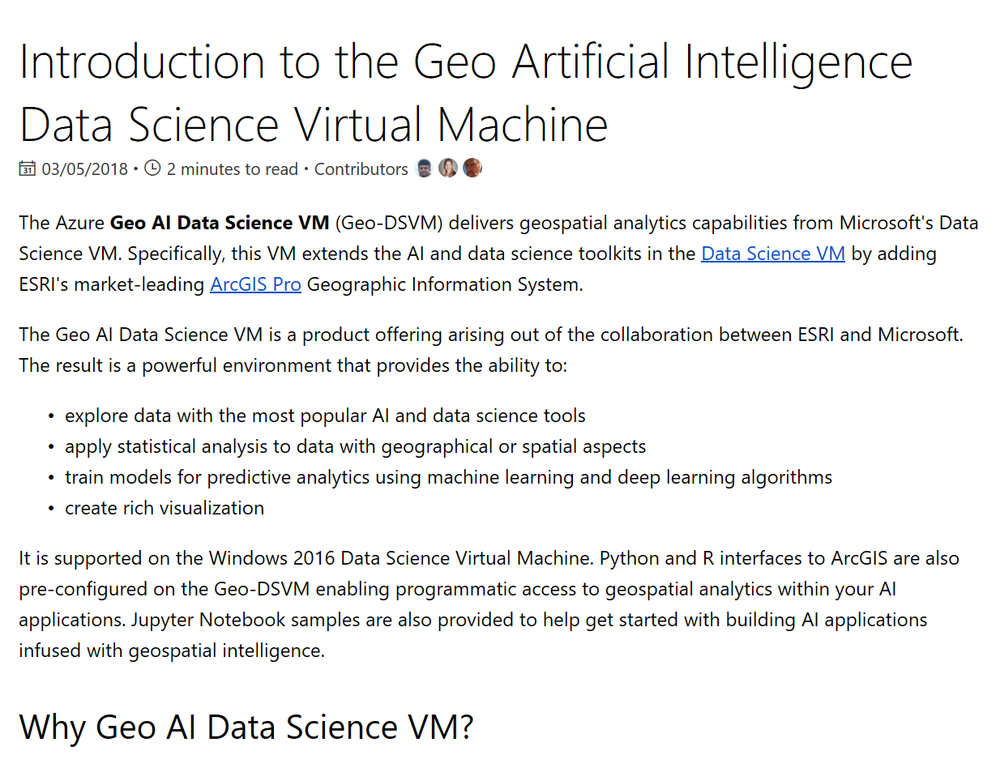 Introduction to the Geo Artificial Intelligence
Data Science Virtual Machine
31 03/05/2018 • 2 minutes to read • Contributors
The Azure Geo AI Data Science VM (Geo-DSVM) delivers geospatial analytics capabilities from Microsoft's Data
Science VM. Specifically, this VM extends the AI and data science toolkits in the Data Science VM by adding
ESRI's market-leading ArcGIS Pro Geographic Information System.
The Geo AI Data Science VM is a product offering arising out of the collaboration between ESRI and Microsoft.
The result is a powerful environment that provides the ability to:
• explore data with the most popular AI and data science tools
• apply statistical analysis to data with geographical or spatial aspects
• train models for predictive analytics using machine learning and deep learning algorithms
• create rich visualization
It is supported on the Windows 2016 Data Science Virtual Machine. Python and R interfaces to ArcGIS are also
pre-configured on the Geo-DSVM enabling programmatic access to geospatial analytics within your AI
applications. Jupyter Notebook samples are also provided to help get started with building AI applications
infused with geospatial intelligence.
Why Geo AI Data Science VM?